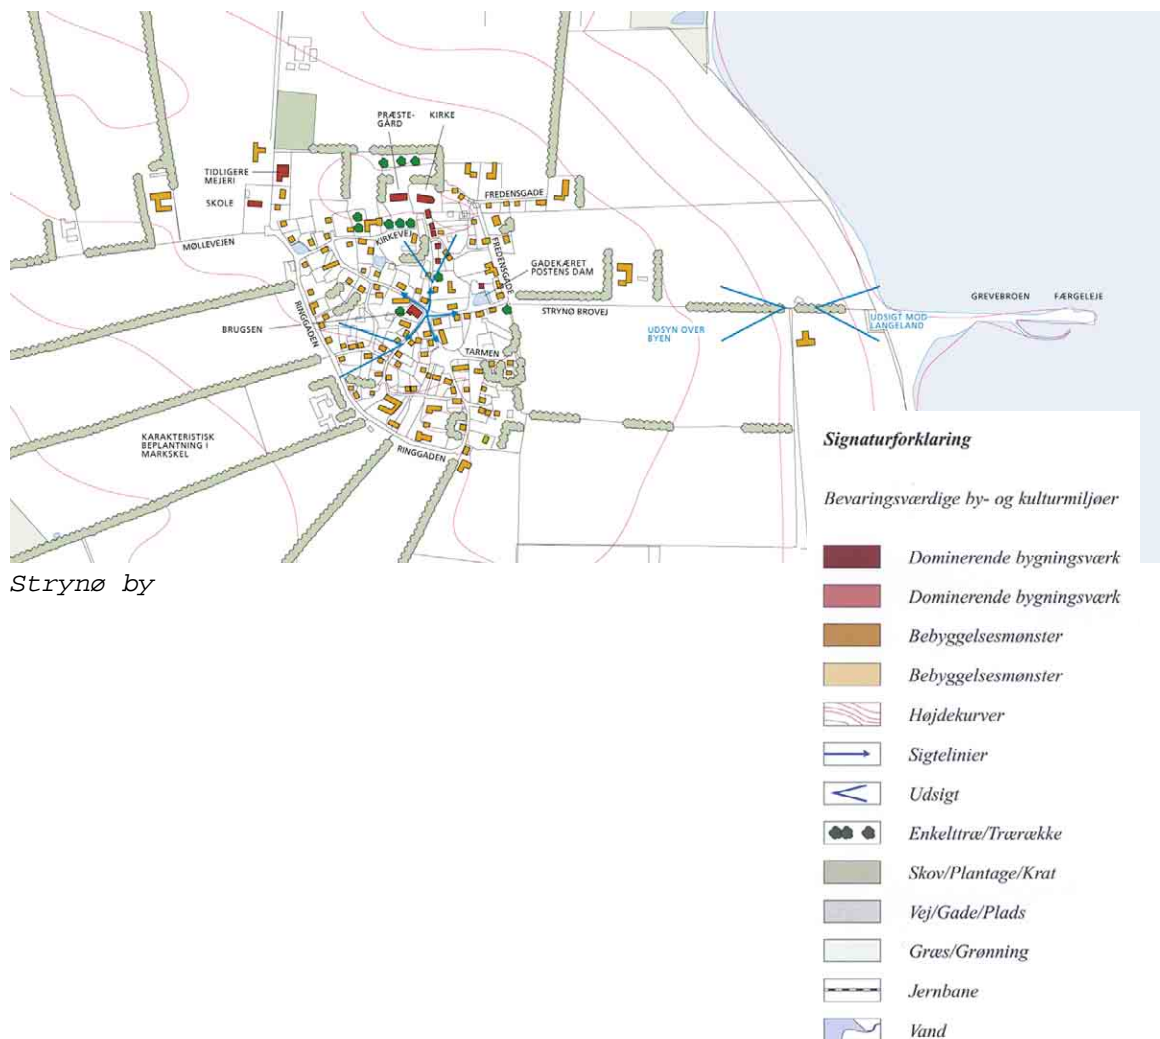 PRÆSTE-
GÅRD
KIRKE
TIDLIGERE
MEJERI
SKOLE
FREDENSGADE
MØLLEVEJEN
KIRKEVEJ
FREDENSGADE
GADEKÆRET
POSTENS DAM
RINGGADEN
BRUGSEN
STRYNØ BROVEJ
UDSYN OVER
BYEN
UDSIGT MOD
LANGELAND
GREVEBROEN
FÆRGELEJE
TARMEN
KARAKTERISTISK
BEPLANTNING I
MARKSKEL
RINGGADEN
Strynø by
Signaturforklaring
Bevaringsværdige by- og kulturmiljøer
Dominerende bygningsværk
Dominerende bygningsværk
Bebyggelsesmønster
Bebyggelsesmønster
Højdekurver
Sigtelinier
Udsigt
Enkelttræ/Trærække
Skov/Plantage/Krat
Vej/Gade/Plads
Græs/Grønning
Jernbane
Vand